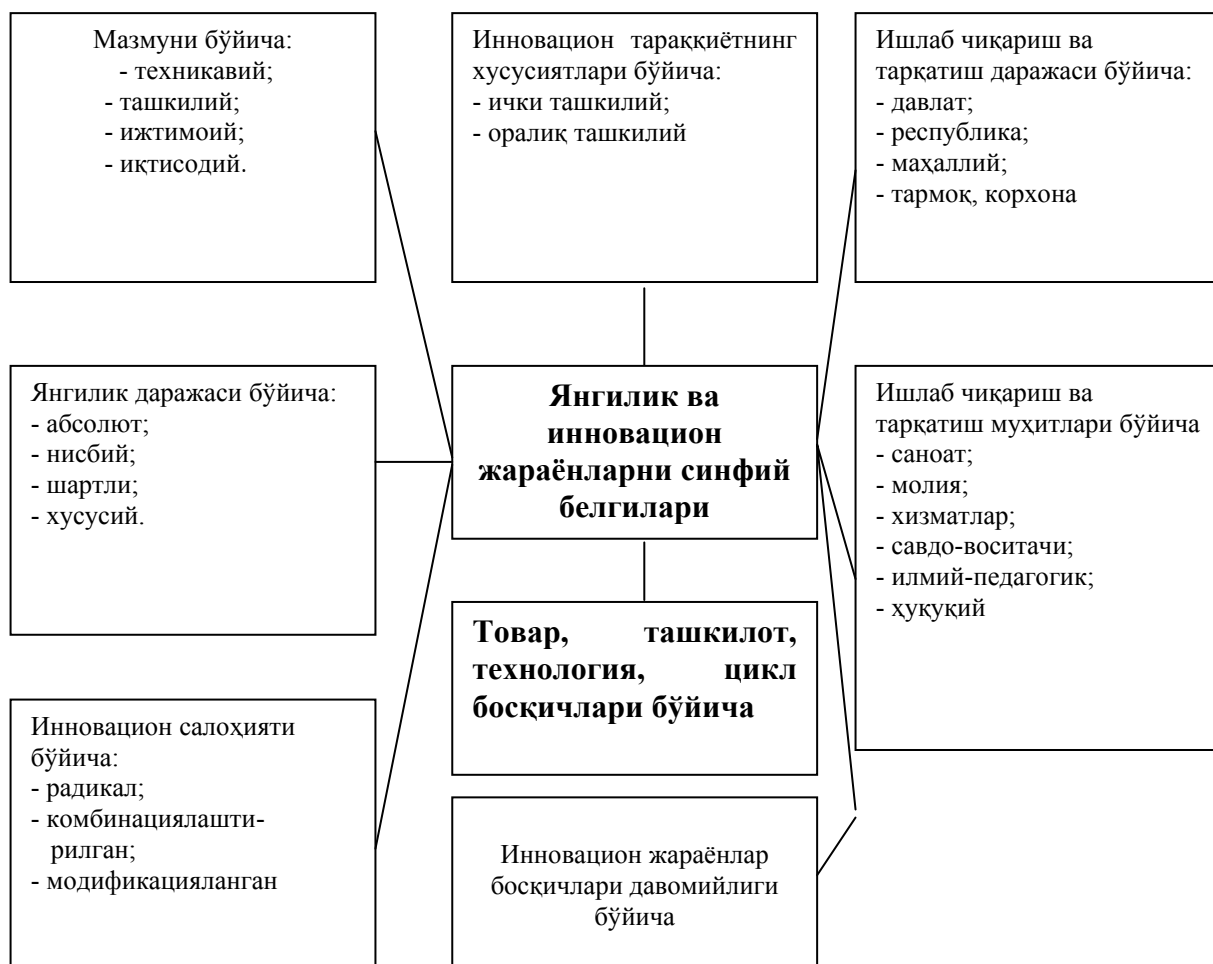 Мазмуни бўйича:
- техникавий;
- ташкилий;
- ижтимоий;
- иқтисодий.
Инновацион тараққиётнинг
хусусиятлари бўйича:
- ички ташкилий;
- оралиқ ташкилий
Ишлаб чиқариш ва
тарқатиш даражаси бўйича:
- давлат;
- республика;
- маҳаллий;
- тармоқ, корхона
Янгилик даражаси бўйича:
- абсолют;
- нисбий;
- шартли;
- хусусий.
Янгилик ва
инновацион
жараёнларни синфий
белгилари
Ишлаб чиқариш ва
тарқатиш муҳитлари бўйича
- саноат;
- молия;
- хизматлар;
- савдо-воситачи;
- илмий-педагогик;
- ҳуқуқий
Товар, ташкилот,
технология, цикл
босқичлари бўйича
Инновацион салоҳияти
бўйича:
- радикал;
- комбинациялашти-
рилган;
- модификацияланган
Инновацион жараёнлар
босқичлари давомийлиги
бўйича